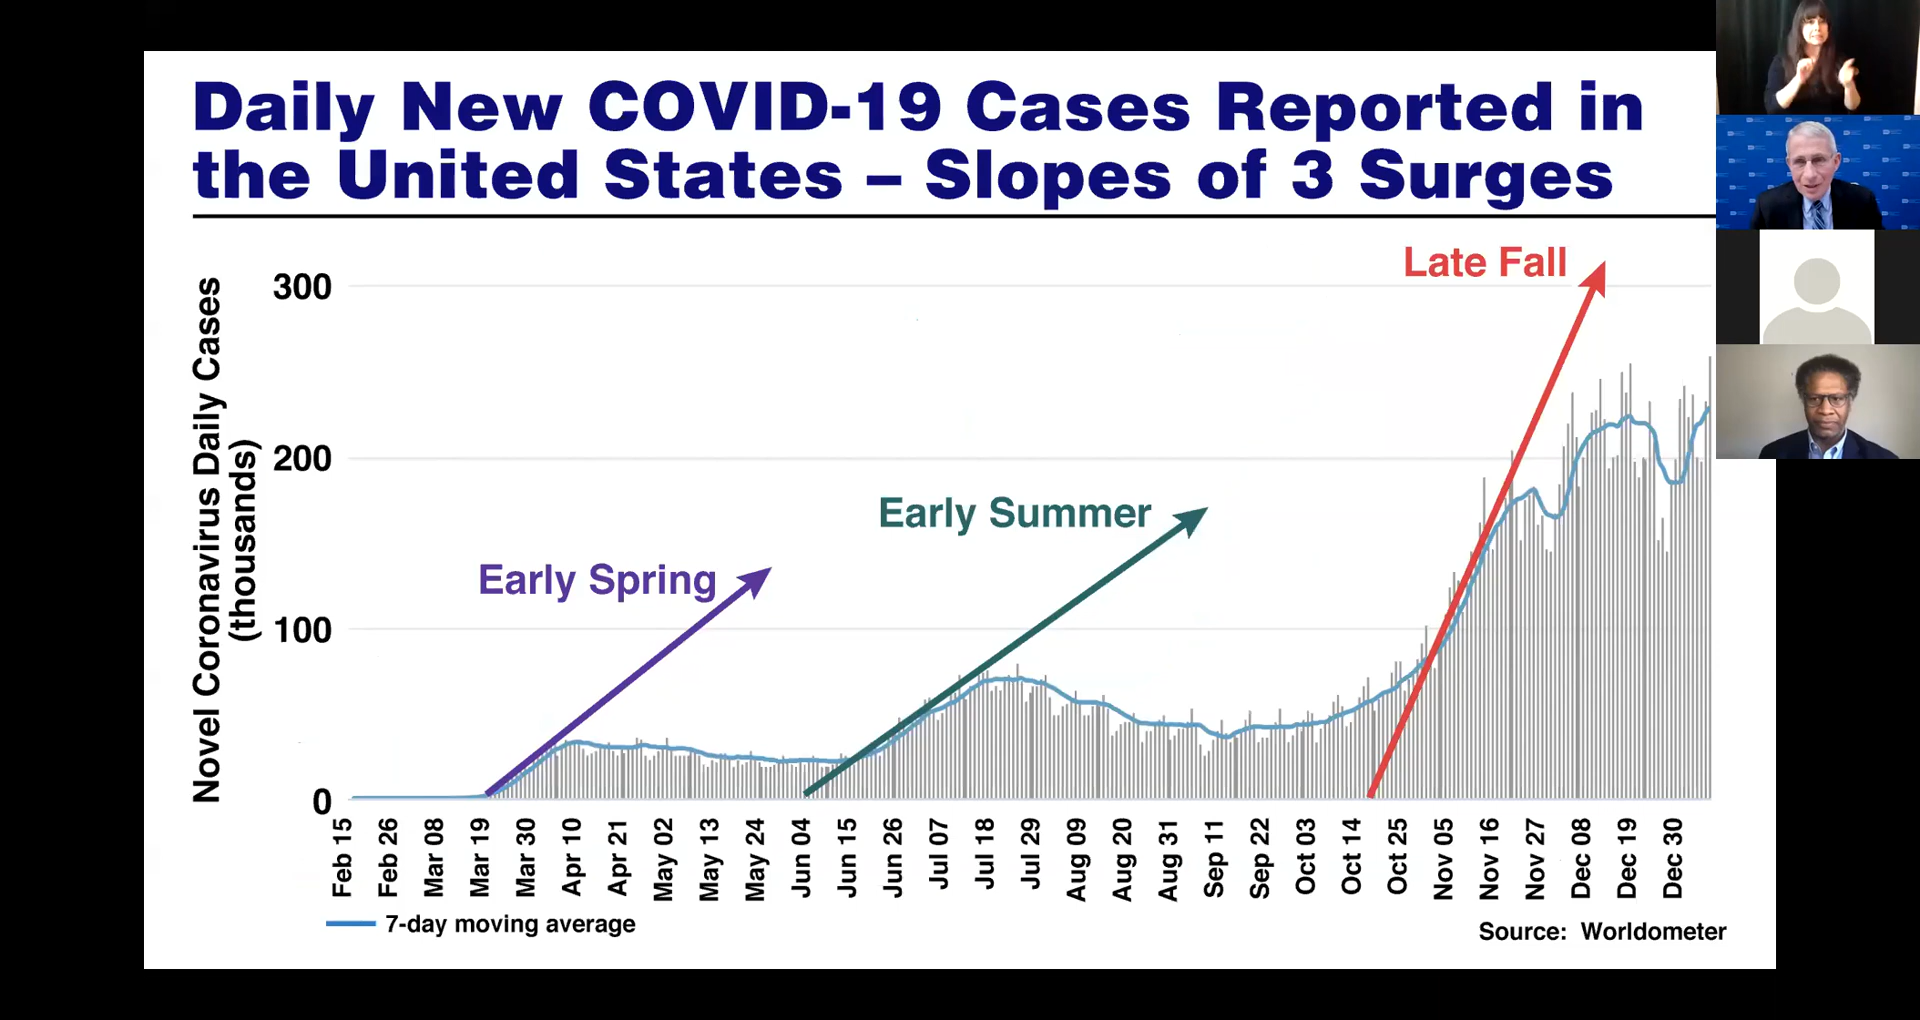 Daily New COVID-19 Cases Reported in
the United States – Slopes of 3 Surges
Novel Coronavirus Daily Cases
(thousands)
300
200
100
0
Early Spring
Early Summer
Late Fall
Feb 15
Feb 26
Mar 08
Mar 19
Mar 30
Apr 10
Apr 21
May 02
May 13
May 24
Jun 04
Jun 15
Jun 26
Jul 07
Jul 18
Jul 29
Aug 09
Aug 20
Aug 31
Sep 11
Sep 22
Oct 03
Oct 14
Oct 25
Nov 05
Nov 16
Nov 27
Dec 08
Dec 19
Dec 30
7-day moving average
Source: Worldometer